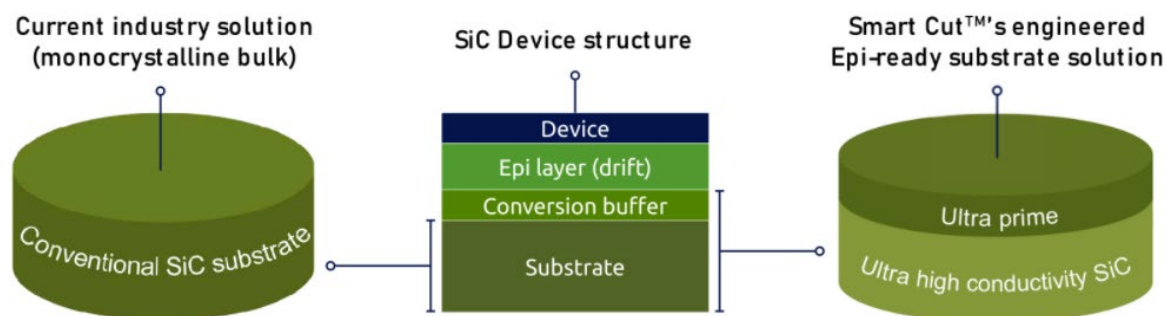 Current industry solution
(monocrystalline bulk)
SiC Device structure
Smart Cut™'s engineered
Epi-ready substrate solution
Conventional SiC substrate
Device
Epi layer (drift)
Conversion buffer
Substrate
Ultra prime
Ultra high conductivity SiC